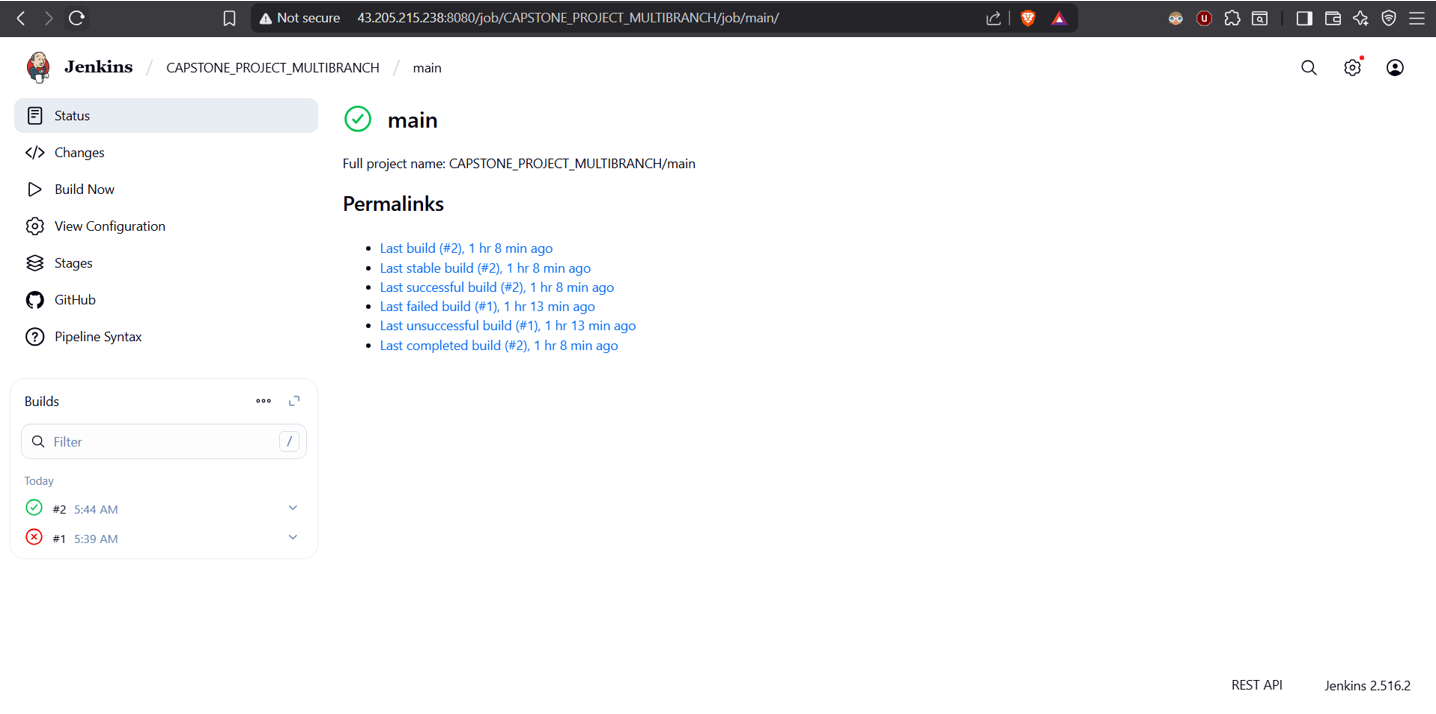 Not secure 43.205.215.238:8080/job/CAPSTONE_PROJECT_MULTIBRANCH/job/main/
Jenkins / CAPSTONE_PROJECT_MULTIBRANCH / main
Status
Changes
Build Now
View Configuration
Stages
GitHub
Pipeline Syntax
Builds
Filter /
Today
#2 5:44 AM
#1 5:39 AM
main
Full project name: CAPSTONE_PROJECT_MULTIBRANCH/main
Permalinks
Last build (#2), 1 hr 8 min ago
Last stable build (#2), 1 hr 8 min ago
Last successful build (#2), 1 hr 8 min ago
Last failed build (#1), 1 hr 13 min ago
Last unsuccessful build (#1), 1 hr 13 min ago
Last completed build (#2), 1 hr 8 min ago
REST API Jenkins 2.516.2